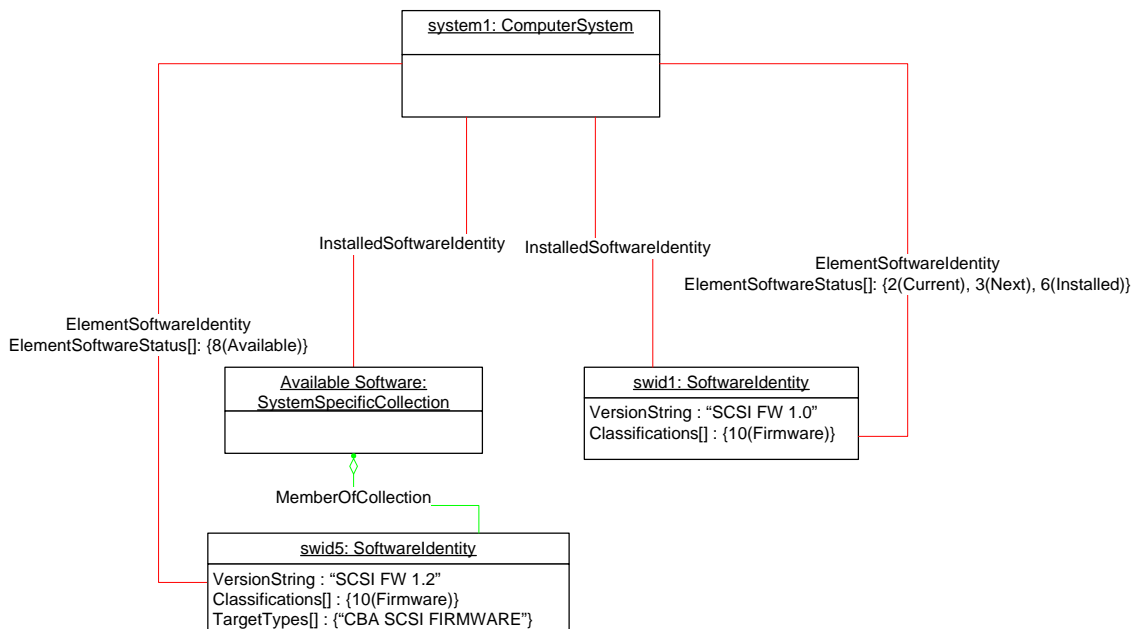 system1: ComputerSystem
InstalledSoftwareIdentity
InstalledSoftwareIdentity
ElementSoftwareIdentity
ElementSoftwareStatus[]: {2(Current), 3(Next), 6(Installed)}
ElementSoftwareIdentity
ElementSoftwareStatus[]: {8(Available)}
Available Software:
SystemSpecificCollection
swid1: SoftwareIdentity
VersionString : “SCSI FW 1.0”
Classifications[] : {10(Firmware)}
MemberOfCollection
swid5: SoftwareIdentity
VersionString : “SCSI FW 1.2”
Classifications[] : {10(Firmware)}
TargetTypes[] : {“CBA SCSI FIRMWARE”}